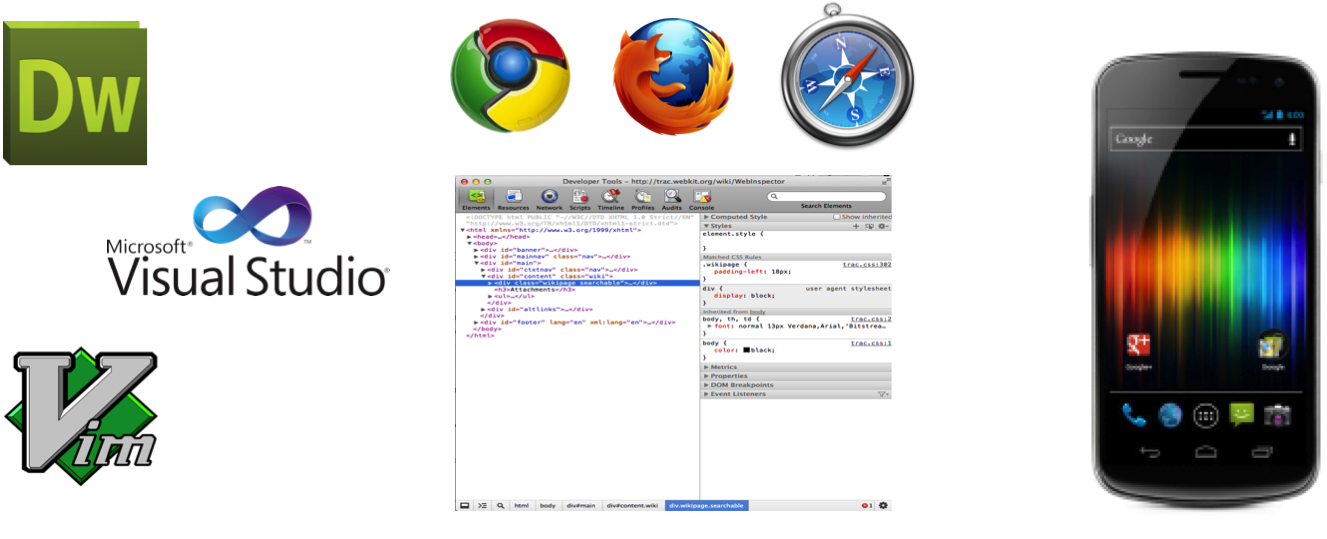 Dw
Microsoft®
Visual Studio®
TM
Vim
N
E
S
W
Developer Tools – http://trac.webkit.org/wiki/WebInspector
Elements Resources Network Scripts Timeline Profiles Audits Console
Search Elements
<!DOCTYPE html PUBLIC "-//W3C//DTD XHTML 1.0 Strict//EN"
"http://www.w3.org/TR/xhtml1/DTD/xhtml1-strict.dtd">
▼<html xmlns="http://www.w3.org/1999/xhtml">
▶<head>…</head>
▼<body>
▶<div id="banner">…</div>
▶<div id="mainnav" class="nav">…</div>
▼<div id="main">
▶<div id="ctxtnav" class="nav">…</div>
▼<div id="content" class="wiki">
▶<div class="wikipage searchable">…</div>
<h3>Attachments</h3>
▶<ul>…</ul>
</div>
▶<div id="altlinks">…</div>
</div>
▶<div id="footer" lang="en" xml:lang="en">…</div>
</body>
</html>
▶ Computed Style Show inherited
▼ Styles
element.style {
}
Matched CSS Rules
.wikipage { trac.css:302
padding-left: 18px;
}
div { user agent stylesheet
display: block;
}
Inherited from body
body, th, td { trac.css:2
▶ font: normal 13px Verdana,Arial,'Bitstrea…
}
body { trac.css:1
color: black;
}
▶ Metrics
▶ Properties
▶ DOM Breakpoints
▶ Event Listeners
html body div#main div#content.wiki div.wikipage.searchable 1
4:00
Google
g+
Google+ Google